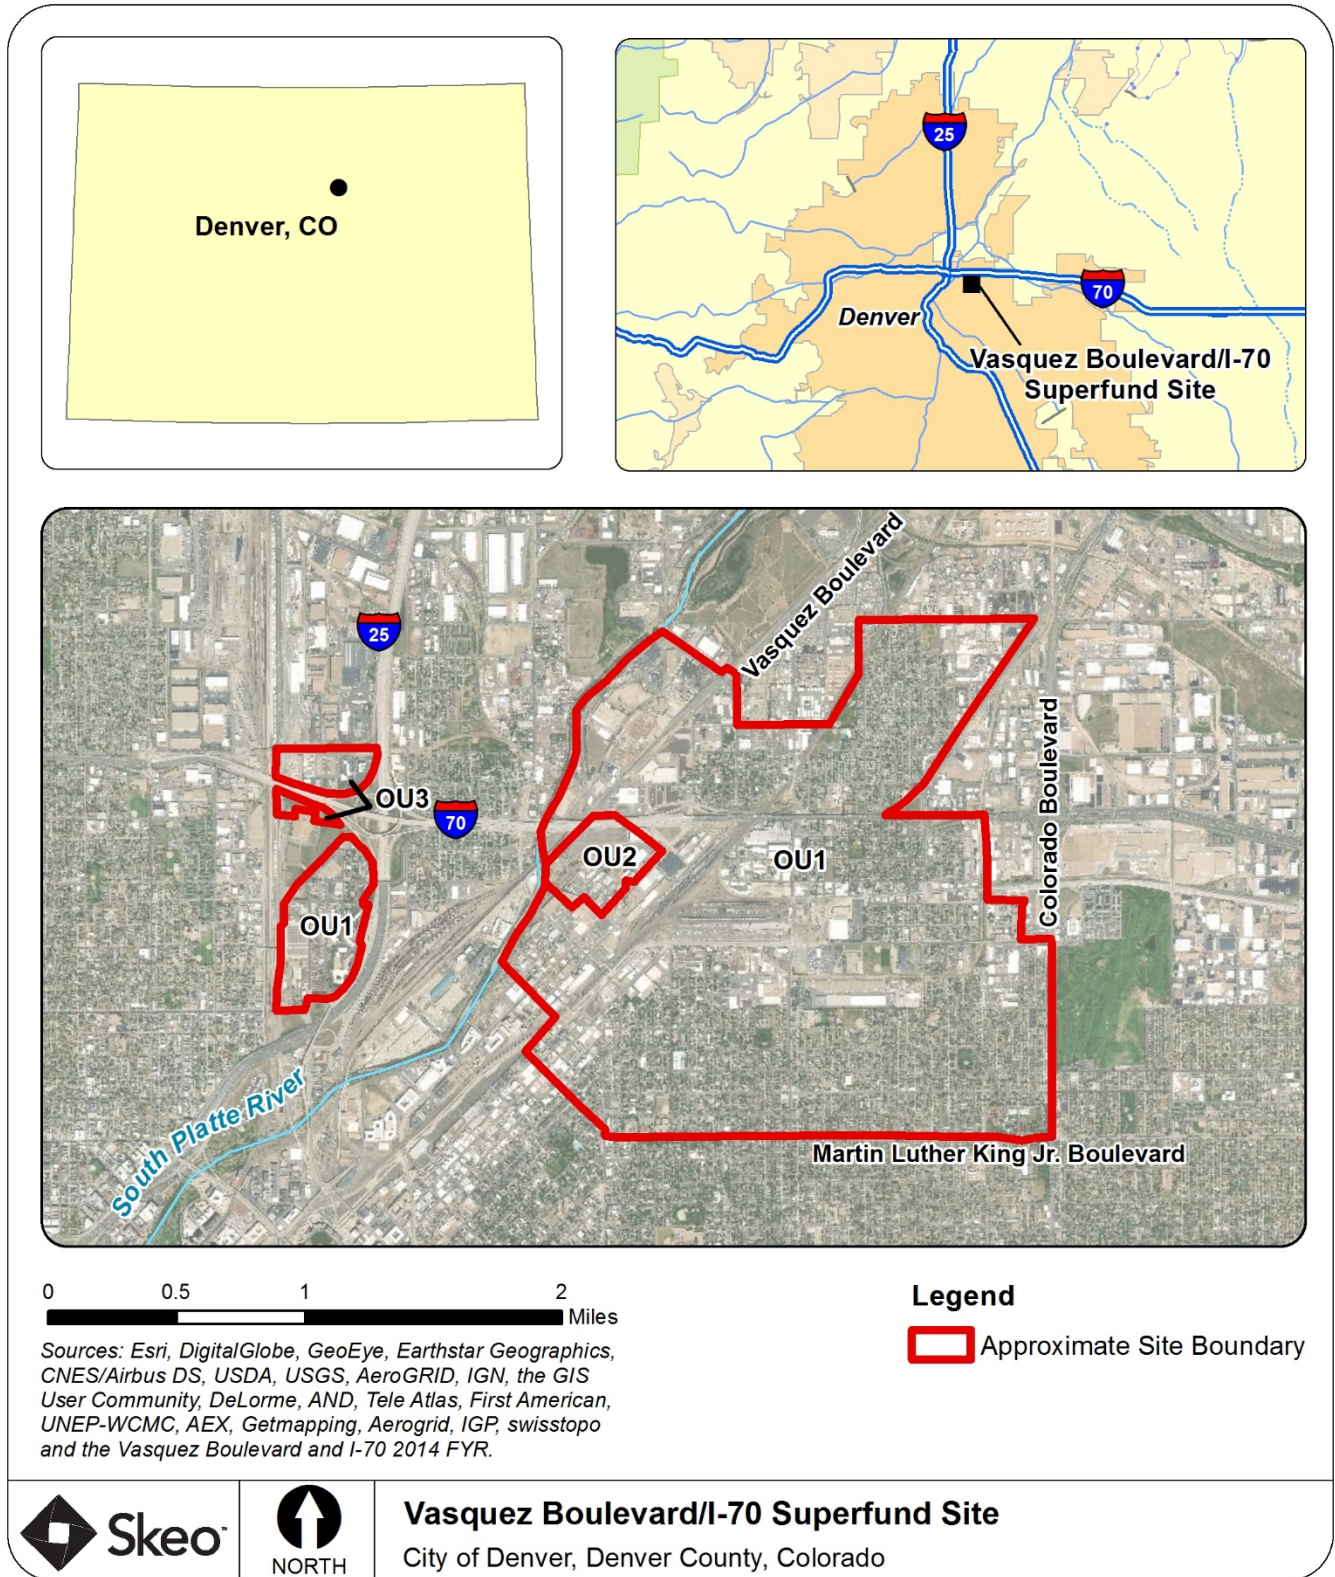 Denver, CO
25
70
Denver
Vasquez Boulevard/I-70
Superfund Site
Vasquez Boulevard
25
OU3
70
OU2
OU1
OU1
Colorado Boulevard
South Platte River
Martin Luther King Jr. Boulevard
0 0.5 1 2
Miles
Legend
Approximate Site Boundary
Sources: Esri, DigitalGlobe, GeoEye, Earthstar Geographics,
CNES/Airbus DS, USDA, USGS, AeroGRID, IGN, the GIS
User Community, DeLorme, AND, Tele Atlas, First American,
UNEP-WCMC, AEX, Getmapping, Aerogrid, IGP, swisstopo
and the Vasquez Boulevard and I-70 2014 FYR.
Skeo™
NORTH
Vasquez Boulevard/I-70 Superfund Site
City of Denver, Denver County, Colorado